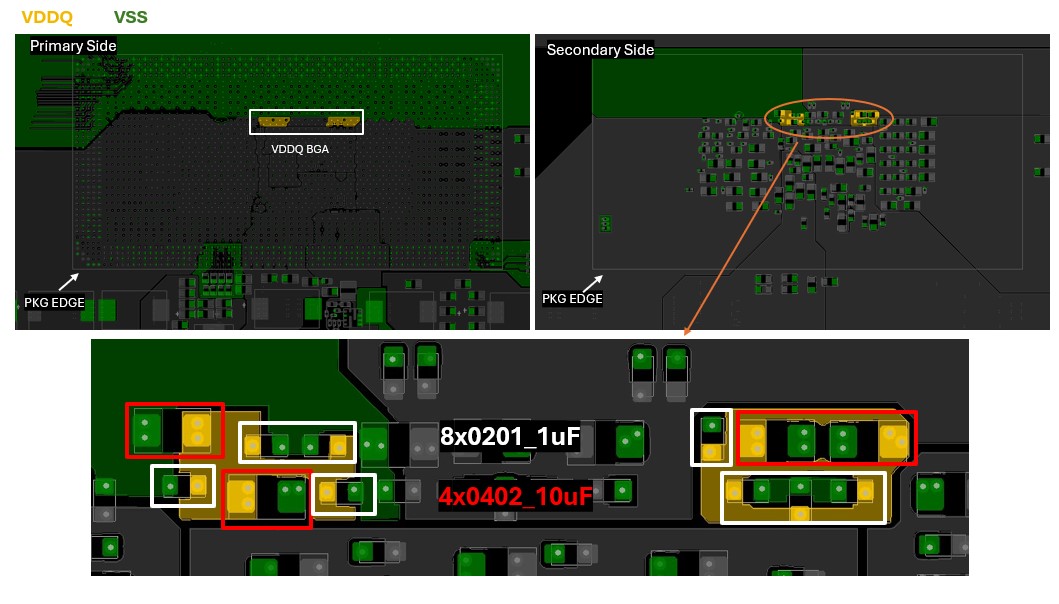 VDDQ VSS
Primary Side
Secondary Side
VDDQ BGA
PKG EDGE
PKG EDGE
8x0201_1uF
4x0402_10uF